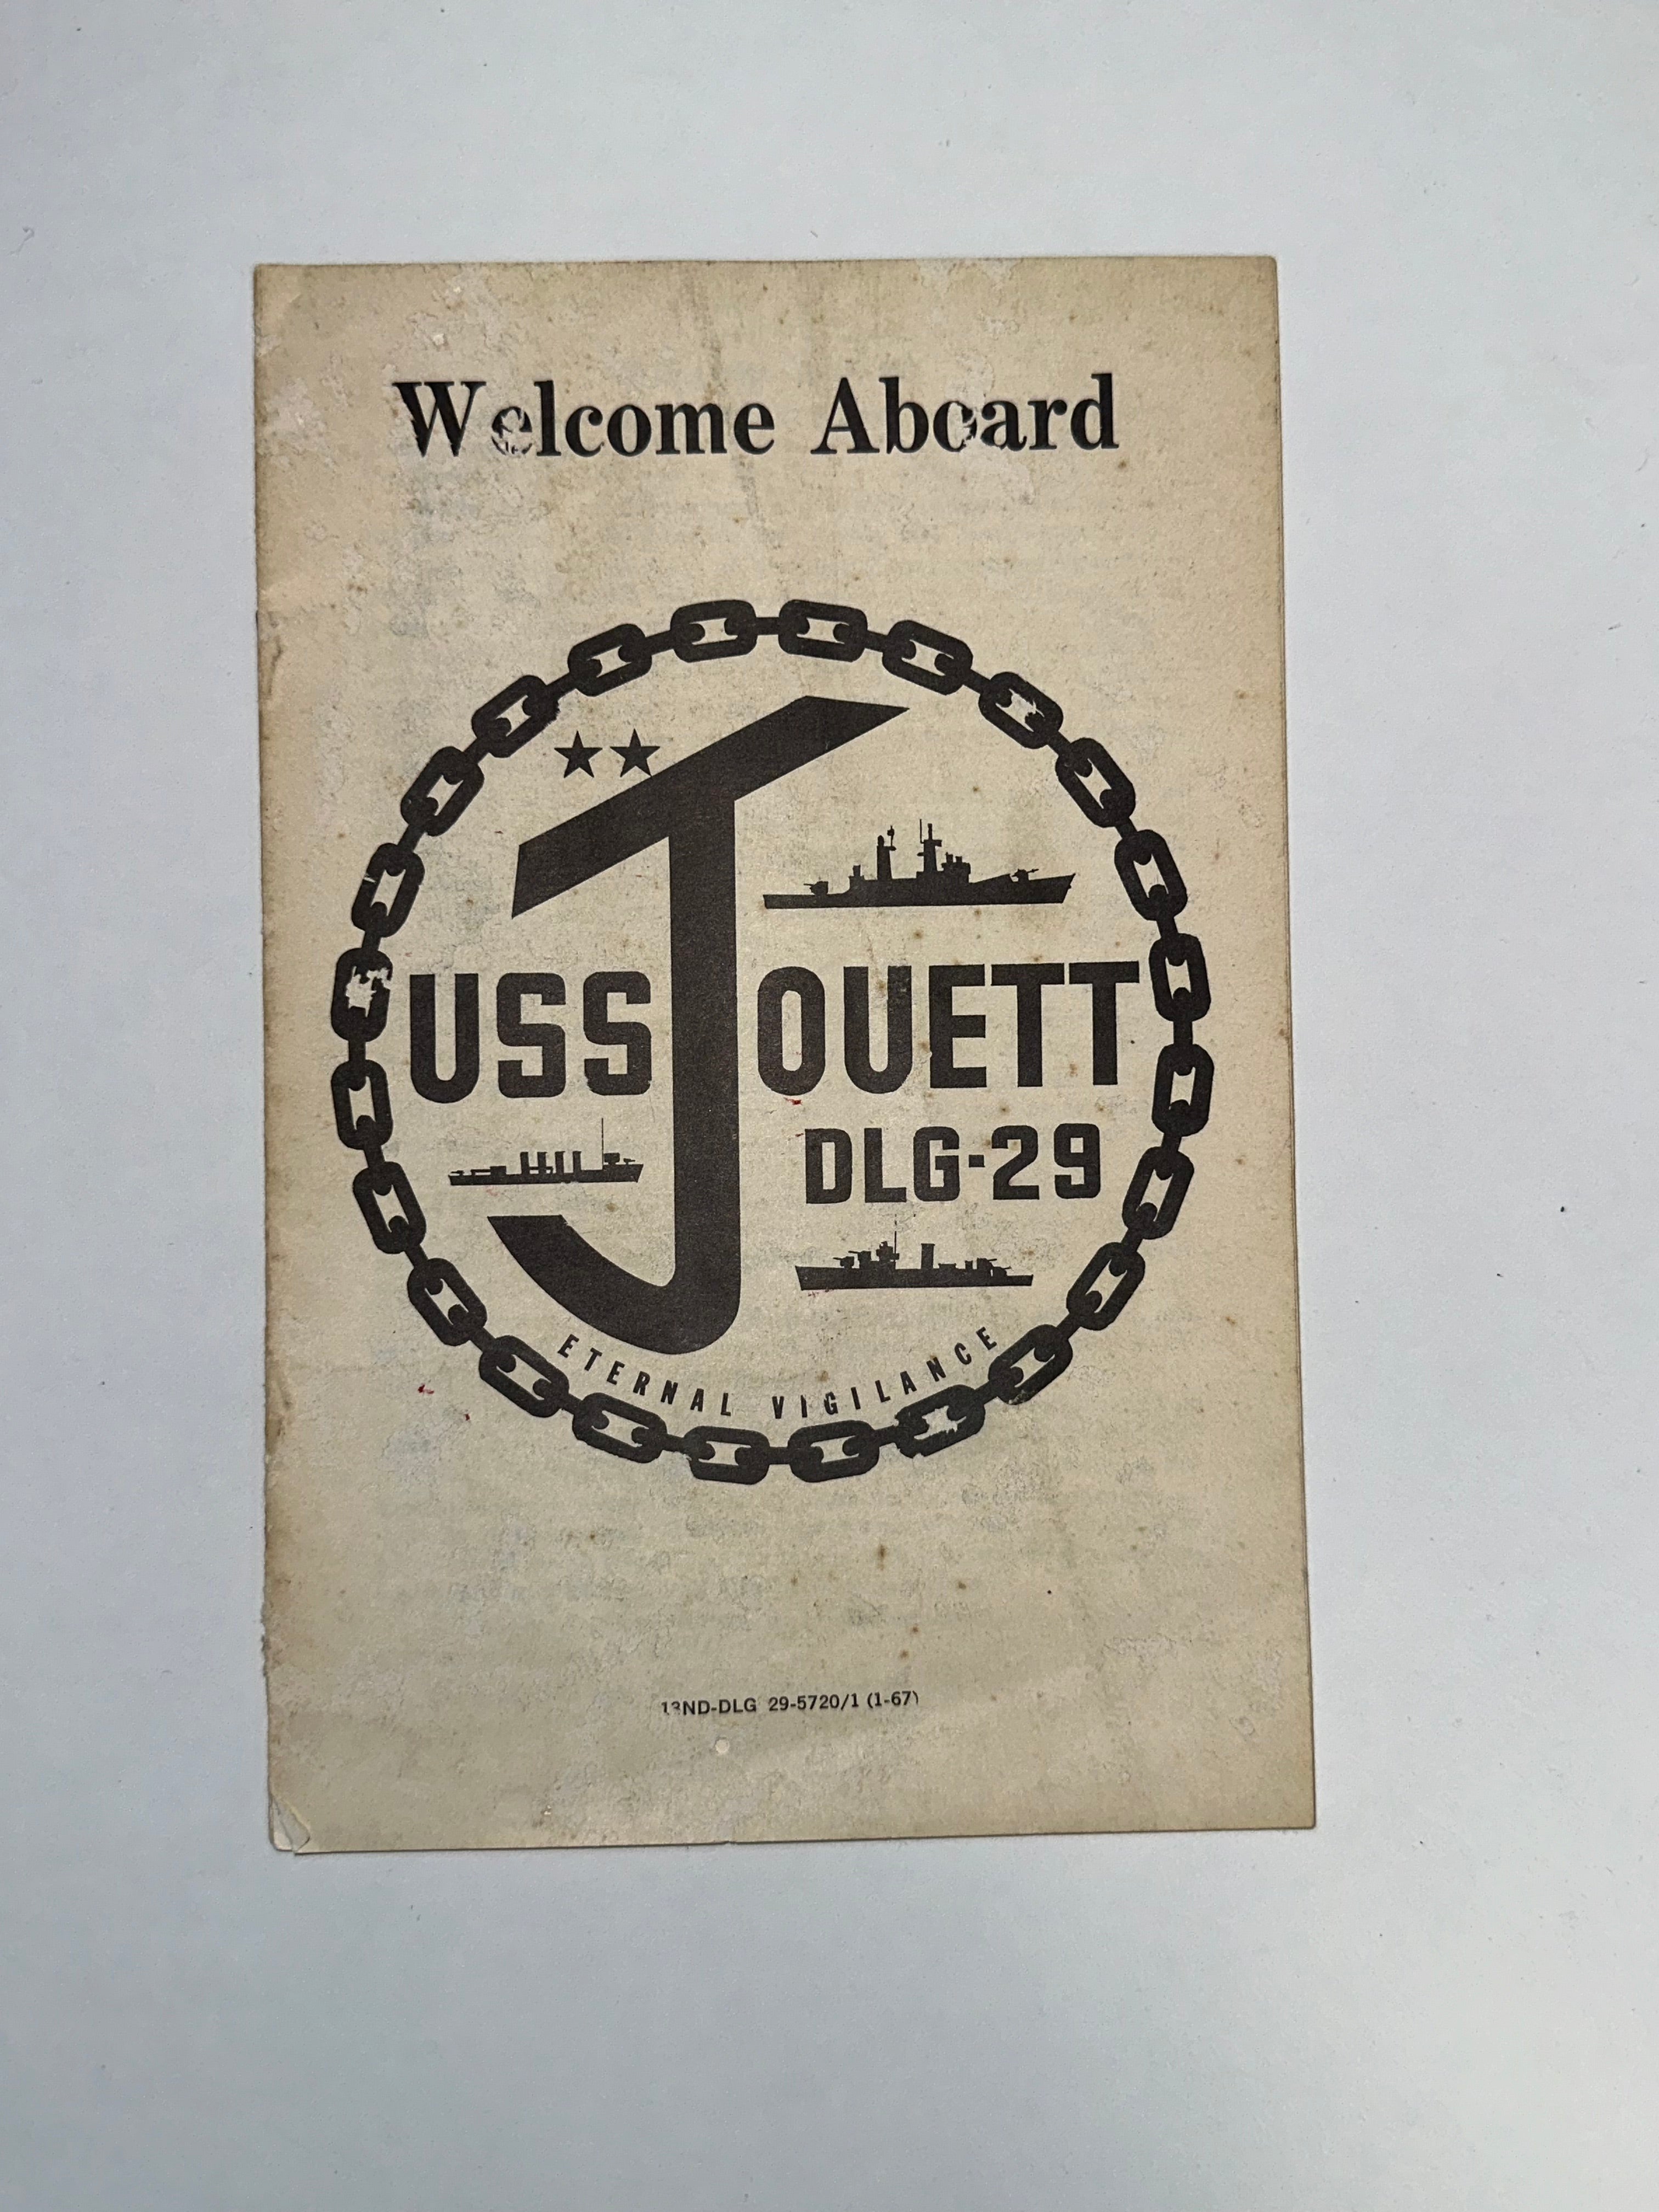 Welcome Aboard
USS JOUETT
DLG-29
ETERNAL VIGILANCE
13ND-DLG 29-5720/1 (1-67)